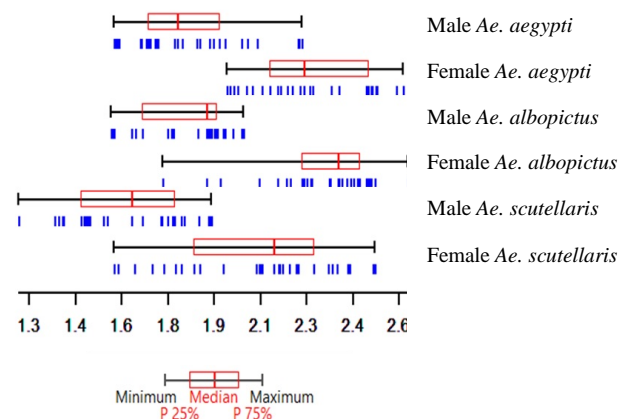 Male Ae. aegypti
Female Ae. aegypti
Male Ae. albopictus
Female Ae. albopictus
Male Ae. scutellaris
Female Ae. scutellaris
1.3 1.4 1.6 1.8 1.9 2.1 2.2 2.4 2.6
Minimum Median Maximum
P 25% P 75%